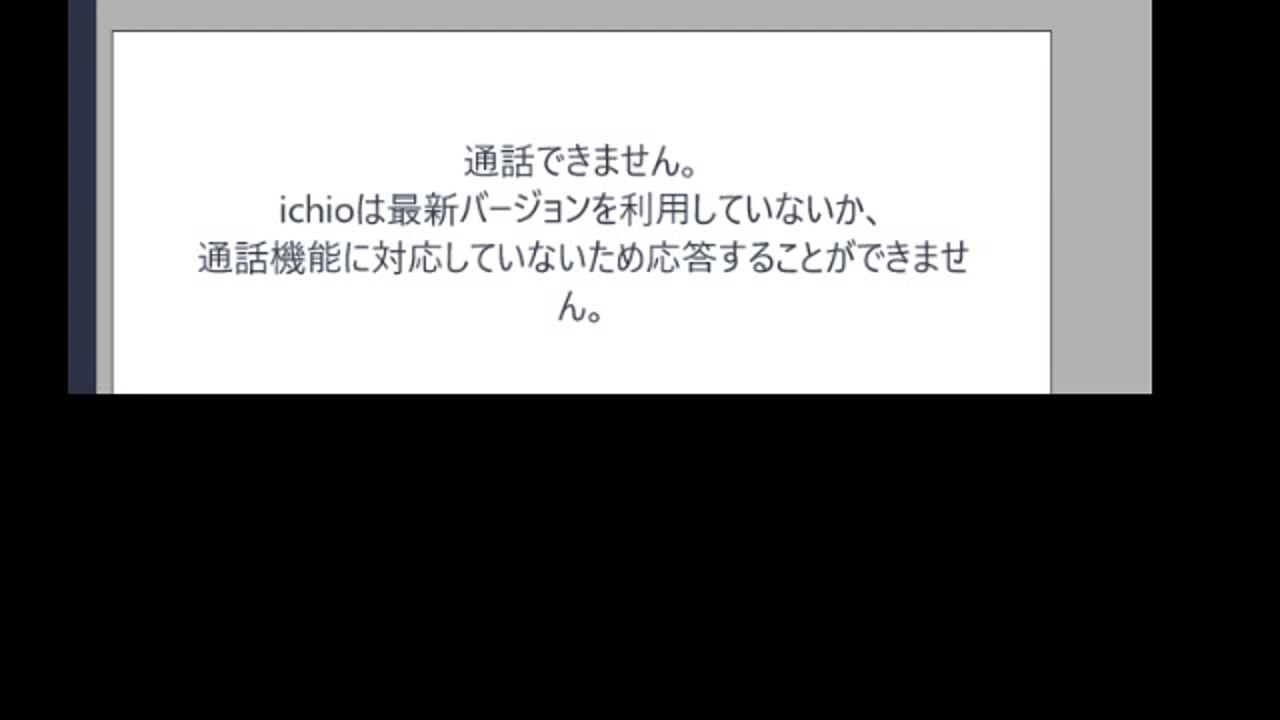 通話できません。
ichioは最新バージョンを利用していないか、
通話機能に対応していないため応答することができませ
ん。